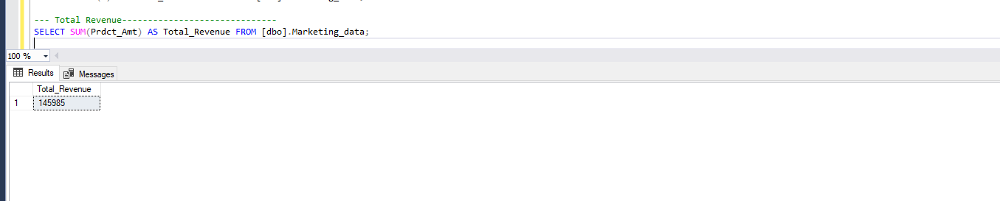 --- Total Revenue------------------------------
SELECT SUM(Prdct_Amt) AS Total_Revenue FROM [dbo].Marketing_data;
100 %
Results Messages
Total_Revenue
1 145985